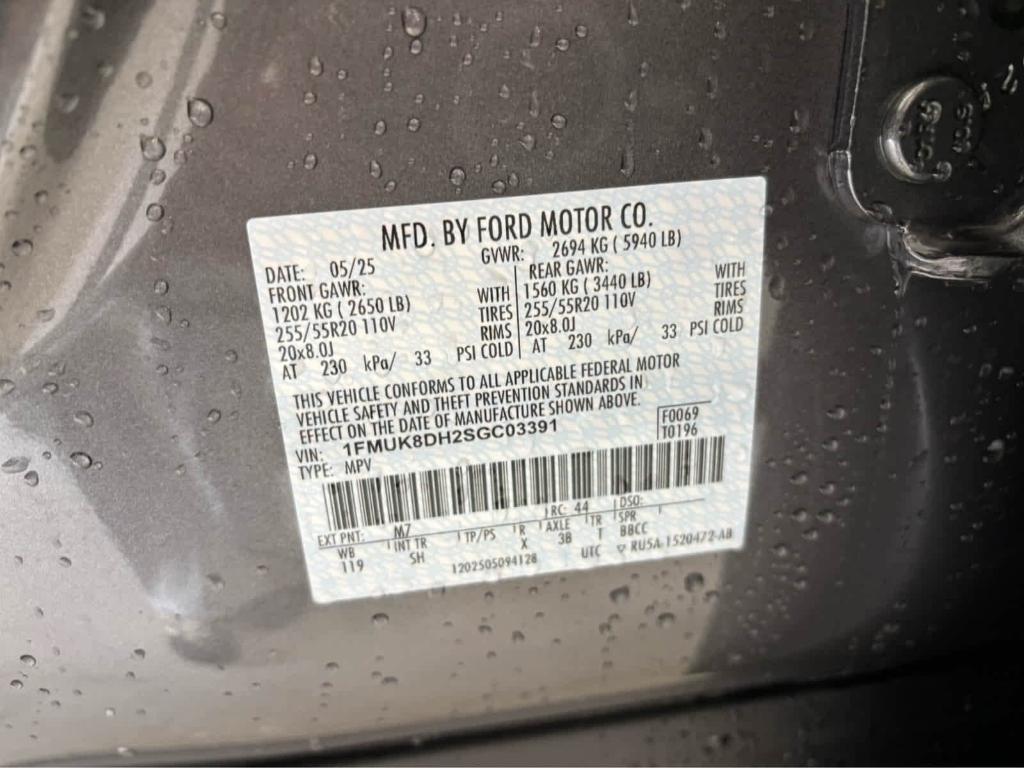 MFD. BY FORD MOTOR CO.
DATE: 05/25
GVWR: 2694 KG ( 5940 LB)
FRONT GAWR:
1202 KG ( 2650 LB) WITH
255/55R20 110V TIRES
20x8.0J RIMS
AT 230 kPa/ 33 PSI COLD
REAR GAWR: WITH
1560 KG ( 3440 LB) TIRES
255/55R20 110V RIMS
20x8.0J
AT 230 kPa/ 33 PSI COLD
THIS VEHICLE CONFORMS TO ALL APPLICABLE FEDERAL MOTOR
VEHICLE SAFETY AND THEFT PREVENTION STANDARDS IN
EFFECT ON THE DATE OF MANUFACTURE SHOWN ABOVE.
VIN: 1FMUK8DH2SGC03391
F0069
T0196
TYPE: MPV
EXT PNT: M7 RC: 44 DSO:
WB INT TR TP/PS R AXLE TR SPR
119 SH X 3B T BBCC
1202505094128 UTC ▽ RU5A-1520472-AB